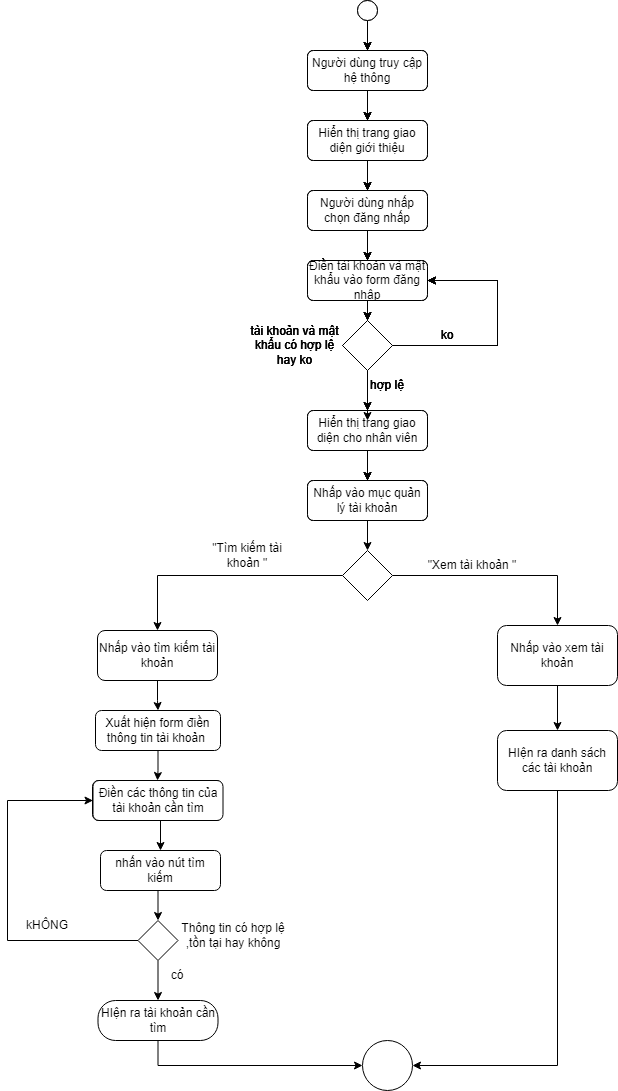 Người dùng truy cập
hệ thông
Hiển thị trang giao
diện giới thiệu
Người dùng nhấp
chọn đăng nhấp
Điền tài khoản và mật
khẩu vào form đăng
nhâp
tài khoản và mật
khẩu có hợp lệ
hay ko
ko
hợp lệ
Hiển thị trang giao
diện cho nhân viên
Nhấp vào mục quản
lý tài khoản
"Tìm kiếm tài
khoản "
"Xem tài khoản "
Nhấp vào tìm kiếm tài
khoản
Nhấp vào xem tài
khoản
Xuất hiện form điền
thông tin tài khoản
HIện ra danh sách
các tài khoản
Điền các thông tin của
tài khoản cần tìm
nhấn vào nút tìm
kiếm
kHÔNG
Thông tin có hợp lệ
,tồn tại hay không
có
HIện ra tài khoản cần
tìm